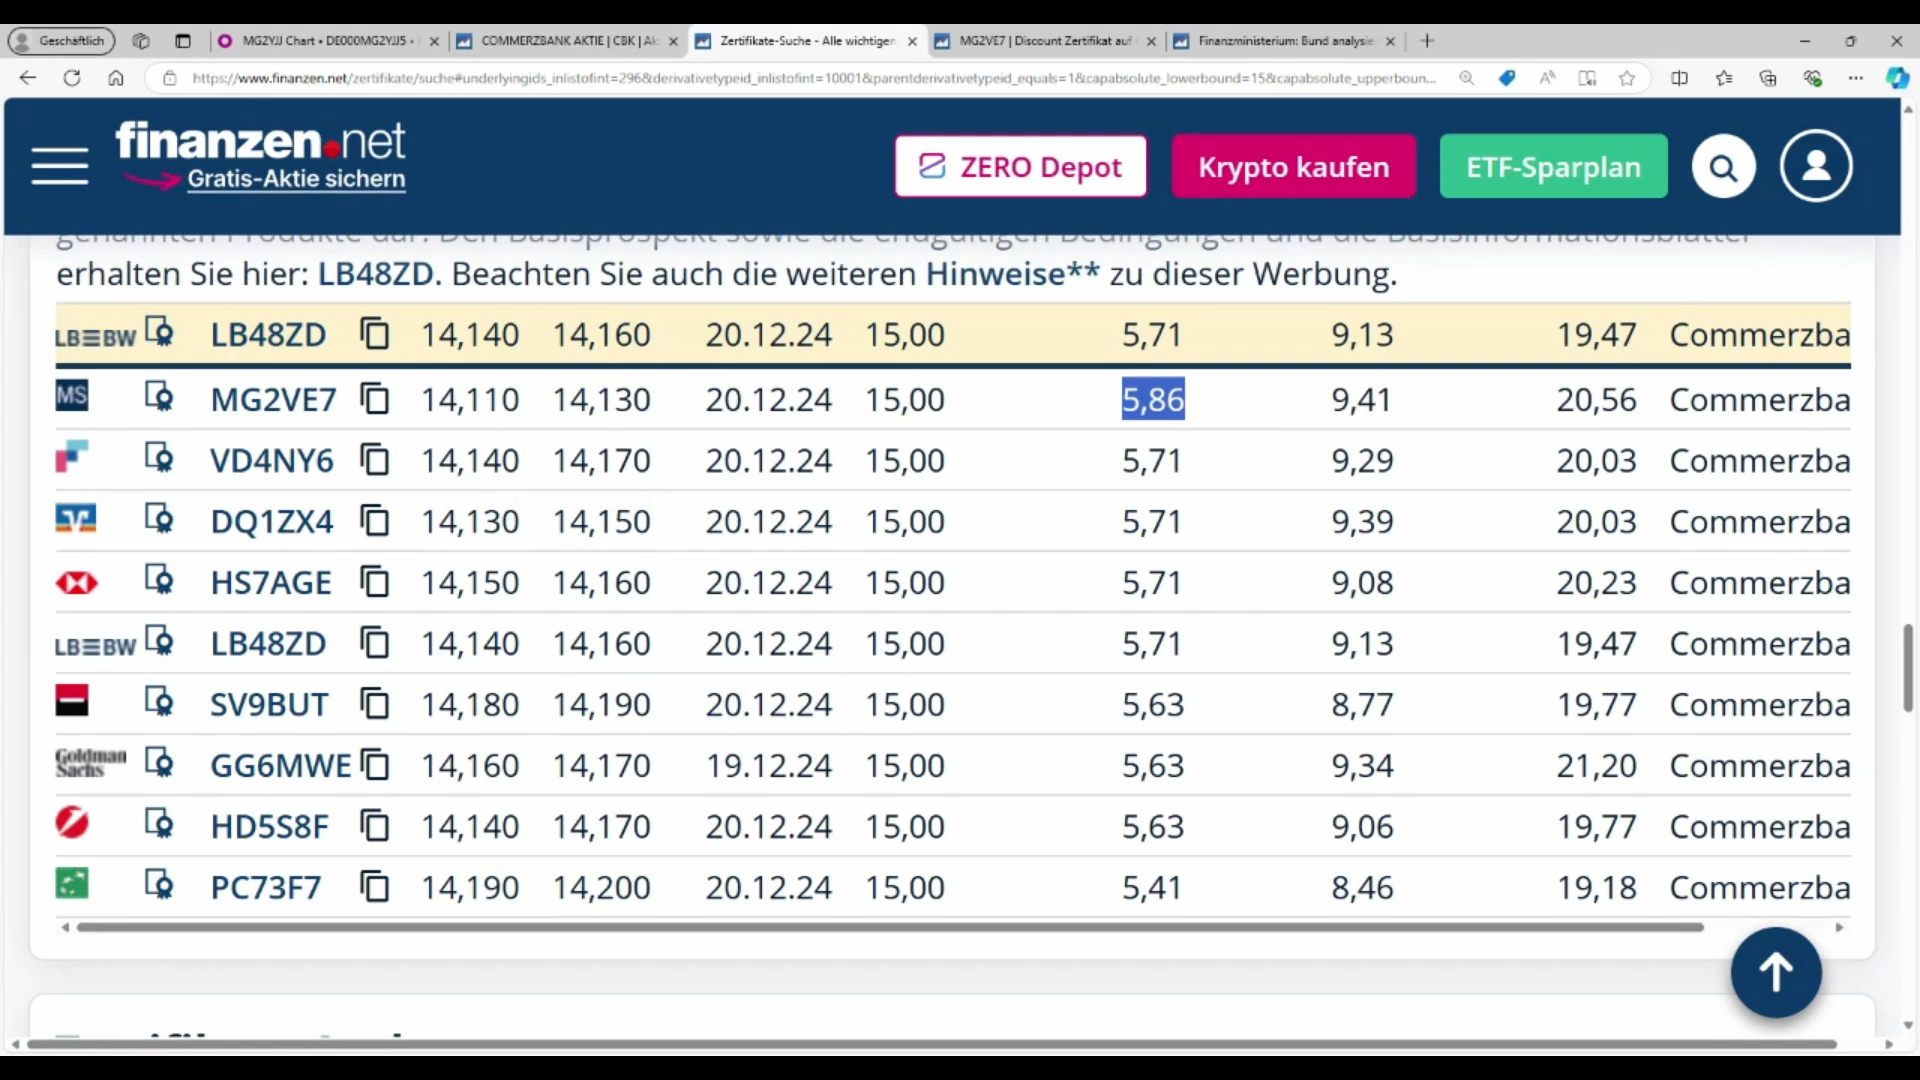 Geschäftlich
MG2YJJ Chart • DE000MG2YJJ5 •
COMMERZBANK AKTIE | CBK | Ak
Zertifikate-Suche - Alle wichtigen
MG2VE7 | Discount Zertifikat auf
Finanzministerium: Bund analysie
https://www.finanzen.net/zertifikate/suche#underlyingids_inlistofint=296&derivativetypeid_inlistofint=10001&parentderivativetypeid_equals=1&capabsolute_lowerbound=15&capabsolute_upperboun...
finanzen.net
Gratis-Aktie sichern
ZERO Depot
Krypto kaufen
ETF-Sparplan
genannten Produkte dar. Den Basisprospekt sowie die endgültigen Bedingungen und die Basisinformationsblätter
erhalten Sie hier: LB48ZD. Beachten Sie auch die weiteren Hinweise** zu dieser Werbung.
LB≡BW LB48ZD 14,140 14,160 20.12.24 15,00 5,71 9,13 19,47 Commerzba
MS MG2VE7 14,110 14,130 20.12.24 15,00 5,86 9,41 20,56 Commerzba
VD4NY6 14,140 14,170 20.12.24 15,00 5,71 9,29 20,03 Commerzba
DQ1ZX4 14,130 14,150 20.12.24 15,00 5,71 9,39 20,03 Commerzba
HS7AGE 14,150 14,160 20.12.24 15,00 5,71 9,08 20,23 Commerzba
LB≡BW LB48ZD 14,140 14,160 20.12.24 15,00 5,71 9,13 19,47 Commerzba
SV9BUT 14,180 14,190 20.12.24 15,00 5,63 8,77 19,77 Commerzba
Goldman Sachs GG6MWE 14,160 14,170 19.12.24 15,00 5,63 9,34 21,20 Commerzba
HD5S8F 14,140 14,170 20.12.24 15,00 5,63 9,06 19,77 Commerzba
PC73F7 14,190 14,200 20.12.24 15,00 5,41 8,46 19,18 Commerzba